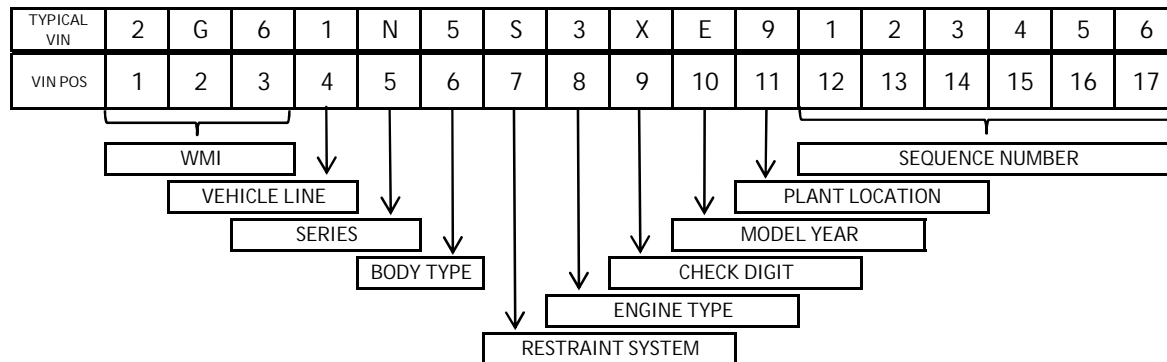 TYPICAL VIN 2 G 6 1 N 5 S 3 X E 9 1 2 3 4 5 6
VIN POS 1 2 3 4 5 6 7 8 9 10 11 12 13 14 15 16 17
WMI SEQUENCE NUMBER
VEHICLE LINE PLANT LOCATION
SERIES MODEL YEAR
BODY TYPE CHECK DIGIT
ENGINE TYPE
RESTRAINT SYSTEM